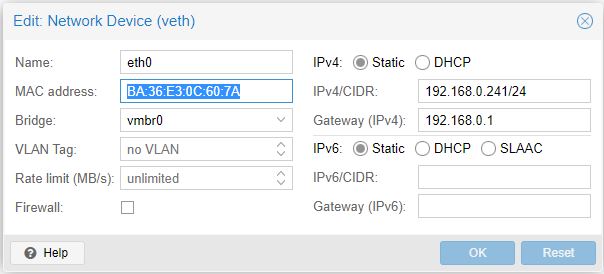 Edit: Network Device (veth)
Name: eth0
MAC address: BA:36:E3:0C:60:7A
Bridge: vmbr0
VLAN Tag: no VLAN
Rate limit (MB/s): unlimited
Firewall:
IPv4: Static DHCP
IPv4/CIDR: 192.168.0.241/24
Gateway (IPv4): 192.168.0.1
IPv6: Static DHCP SLAAC
IPv6/CIDR:
Gateway (IPv6):
? Help
OK
Reset